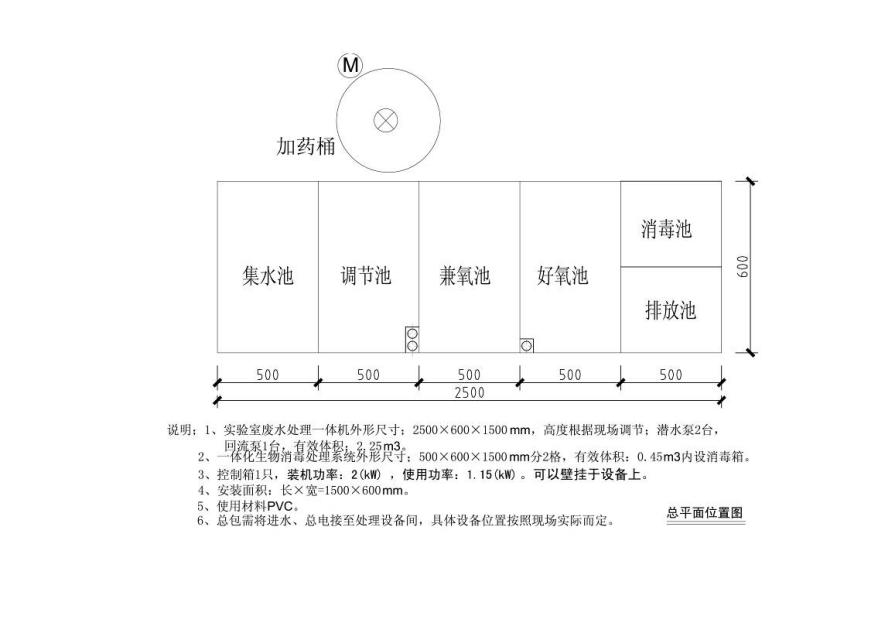 M
加药桶
集水池
调节池
兼氧池
好氧池
消毒池
排放池
600
500 500 500 500 500
2500
说明：1、实验室废水处理一体机外形尺寸：2500×600×1500mm，高度根据现场调节；潜水泵2台，
回流泵1台，有效体积：2.25m3。
2、一体化生物消毒处理系统外形尺寸：500×600×1500mm分2格，有效体积：0.45m3内设消毒箱。
3、控制箱1只，装机功率：2(kW)，使用功率：1.15(kW)。可以壁挂于设备上。
4、安装面积：长×宽=1500×600mm。
5、使用材料PVC。
6、总包需将进水、总电接至处理设备间，具体设备位置按照现场实际而定。
总平面位置图